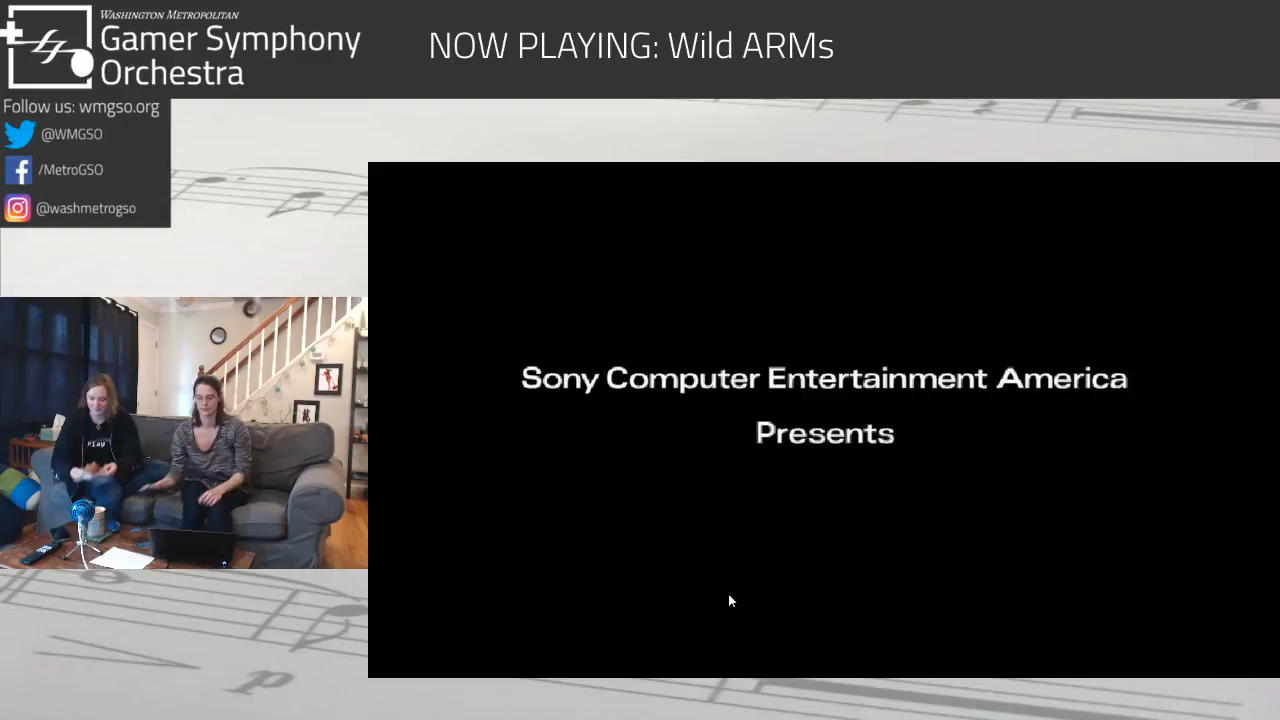 WASHINGTON METROPOLITAN
Gamer Symphony
Orchestra
NOW PLAYING: Wild ARMs
Follow us: wmgso.org
@WMGSO
/MetroGSO
@washmetrogso
Sony Computer Entertainment America
Presents
Play
p